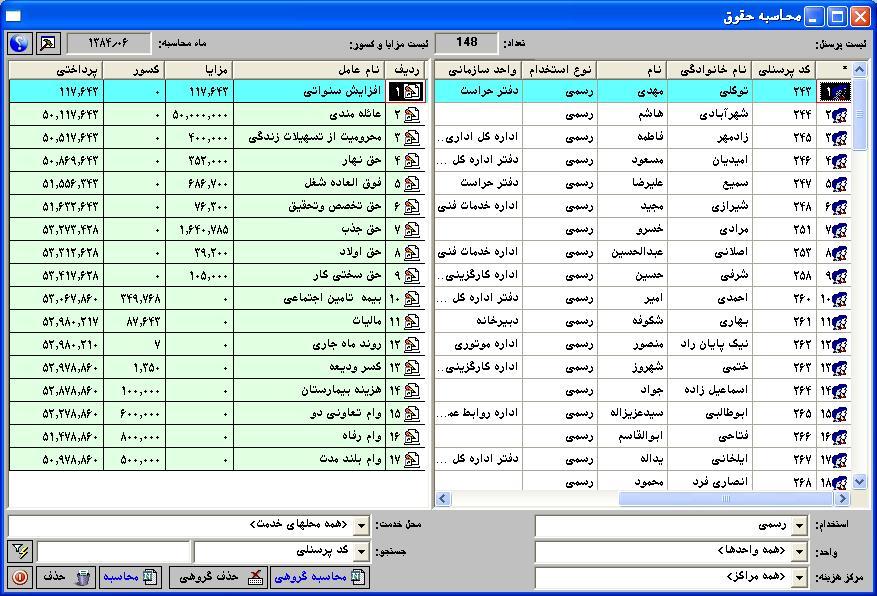 محاسبه حقوق
لیست پرسنل: تعداد: 148
لیست مزایا و کسور: ماه محاسبه: ۱۳۸۴/۰۶
* کد پرسنلی نام خانوادگی نام نوع استخدام واحد سازمانی
۱ ۲۴۳ توکلی مهدی رسمی دفتر حراست
۲ ۲۴۴ شهرآبادی هاشم رسمی
۳ ۲۴۵ زادمهر فاطمه رسمی اداره کل اداری...
۴ ۲۴۶ امیدیان مسعود رسمی دفتر اداره کل ...
۵ ۲۴۷ سمیع علیرضا رسمی دفتر حراست
۶ ۲۴۸ شیرازی مجید رسمی اداره خدمات فنی
۷ ۲۵۱ مرادی خسرو رسمی
۸ ۲۵۳ اصلانی عبدالحسین رسمی اداره خدمات فنی
۹ ۲۵۸ شرفی حسین رسمی اداره کارگزینی...
۱۰ ۲۶۰ احمدی امیر رسمی دفتر اداره کل ...
۱۱ ۲۶۱ بهاری شکوفه رسمی دبیرخانه
۱۲ ۲۶۲ نیک پایان راد منصور رسمی اداره موتوری
۱۳ ۲۶۳ ختمی شهروز رسمی اداره کارگزینی...
۱۴ ۲۶۴ اسماعیل زاده جواد رسمی
۱۵ ۲۶۵ ابوطالبی سیدعزیزاله رسمی اداره روابط عمـ...
۱۶ ۲۶۶ فتاحی ابوالقاسم رسمی
۱۷ ۲۶۷ ایلخانی یداله رسمی دفتر اداره کل ...
۱۸ ۲۶۸ انصاری فرد محمود رسمی
ردیف نام عامل مزایا کسور پرداختی
۱ افزایش سنواتی ۱۱۷,۶۴۳ ۰ ۱۱۷,۶۴۳
۲ عائله مندی ۵۰,۰۰۰,۰۰۰ ۰ ۵۰,۱۱۷,۶۴۳
۳ محرومیت از تسهیلات زندگی ۴۰۰,۰۰۰ ۰ ۵۰,۵۱۷,۶۴۳
۴ حق نهار ۳۵۲,۰۰۰ ۰ ۵۰,۸۶۹,۶۴۳
۵ فوق العاده شغل ۶۸۶,۷۰۰ ۰ ۵۱,۵۵۶,۳۴۳
۶ حق تخصص وتحقیق ۷۶,۳۰۰ ۰ ۵۱,۶۳۲,۶۴۳
۷ حق جذب ۱,۶۴۰,۷۸۵ ۰ ۵۳,۲۷۳,۴۲۸
۸ حق اولاد ۳۹,۲۰۰ ۰ ۵۳,۳۱۲,۶۲۸
۹ حق سختی کار ۱۰۵,۰۰۰ ۰ ۵۳,۴۱۷,۶۲۸
۱۰ بیمه تامین اجتماعی ۰ ۳۴۹,۷۶۸ ۵۳,۰۶۷,۸۶۰
۱۱ مالیات ۰ ۸۷,۶۴۳ ۵۲,۹۸۰,۲۱۷
۱۲ روند ماه جاری ۰ ۷ ۵۲,۹۸۰,۲۱۰
۱۳ کسر ودیعه ۰ ۱,۳۵۰ ۵۲,۹۷۸,۸۶۰
۱۴ هزینه بیمارستان ۰ ۱۰۰,۰۰۰ ۵۲,۸۷۸,۸۶۰
۱۵ وام تعاونی دو ۰ ۶۰۰,۰۰۰ ۵۲,۲۷۸,۸۶۰
۱۶ وام رفاه ۰ ۸۰۰,۰۰۰ ۵۱,۴۷۸,۸۶۰
۱۷ وام بلند مدت ۰ ۵۰۰,۰۰۰ ۵۰,۹۷۸,۸۶۰
استخدام: رسمی
محل خدمت: <همه محلهای خدمت>
واحد: <همه واحدها>
جستجو: کد پرسنلی
مرکز هزینه: <همه مراکز>
محاسبه گروهی حذف گروهی محاسبه حذف